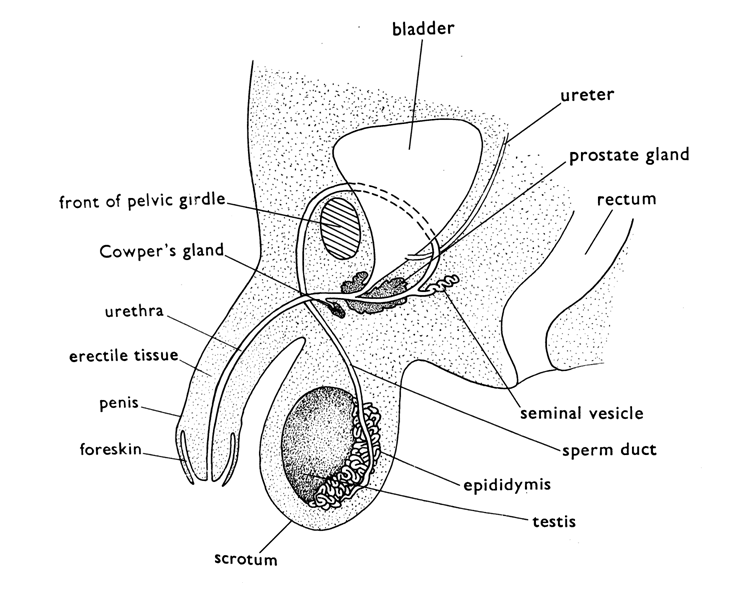 bladder
ureter
prostate gland
rectum
front of pelvic girdle
Cowper's gland
urethra
erectile tissue
penis
foreskin
seminal vesicle
sperm duct
epididymis
testis
scrotum